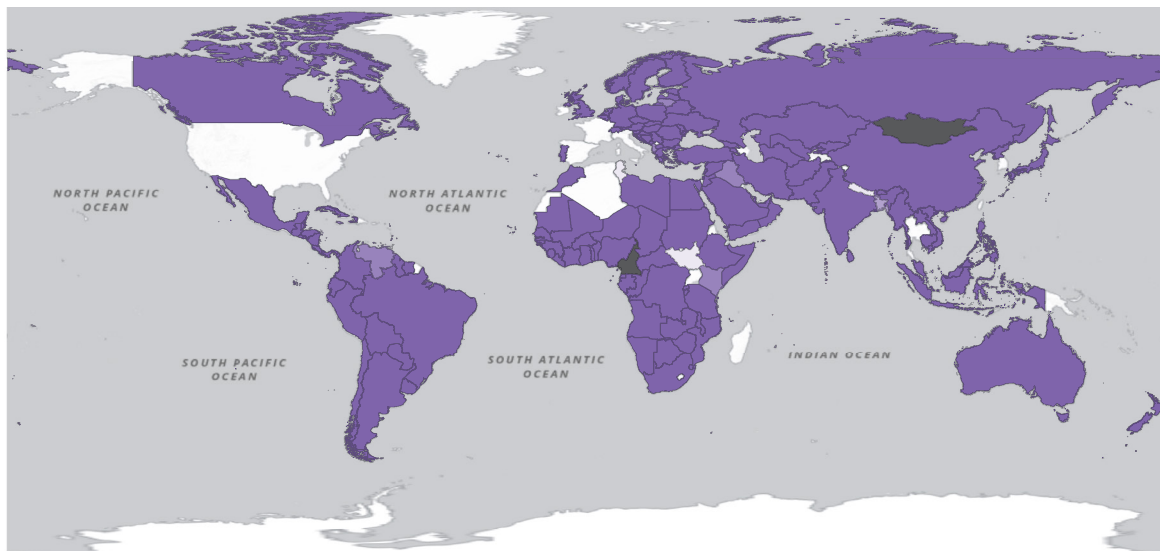 NORTH PACIFIC
OCEAN
NORTH ATLANTIC
OCEAN
SOUTH PACIFIC
OCEAN
SOUTH ATLANTIC
OCEAN
INDIAN OCEAN